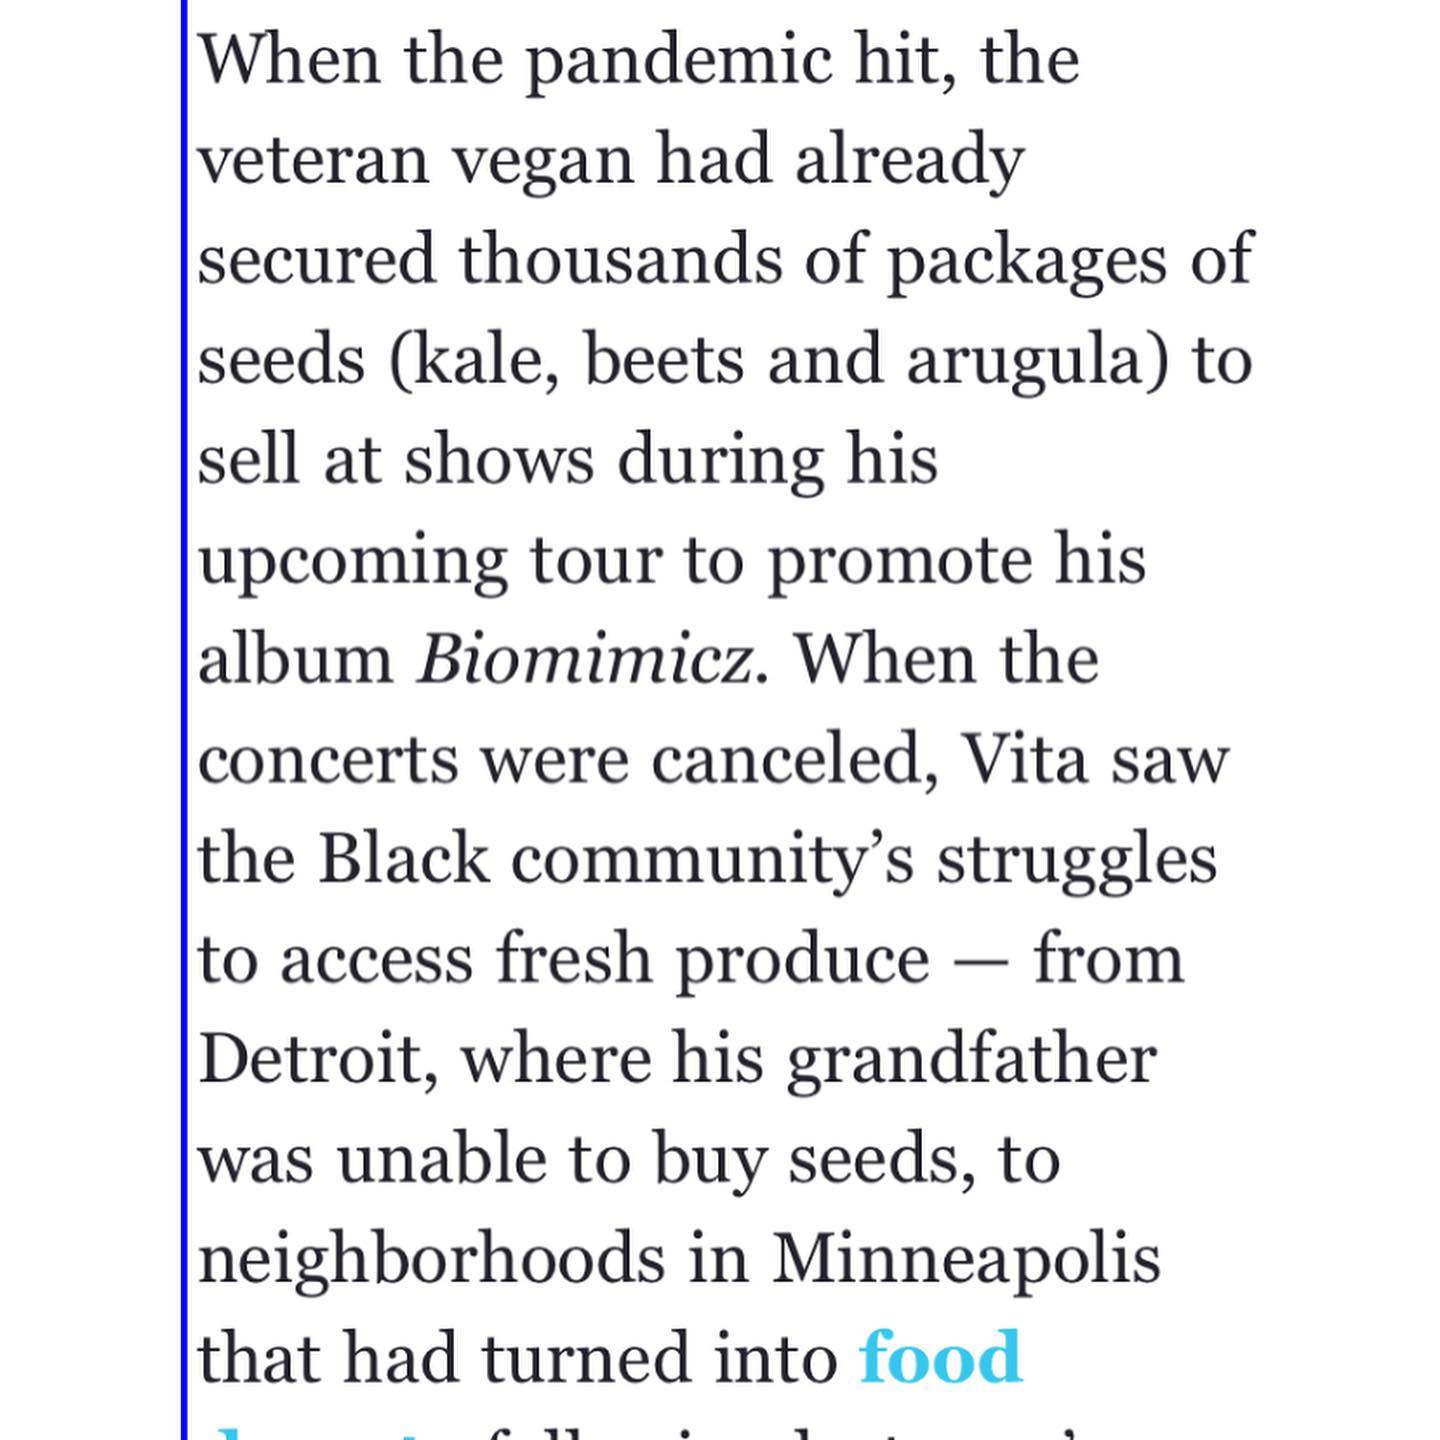 When the pandemic hit, the
veteran vegan had already
secured thousands of packages of
seeds (kale, beets and arugula) to
sell at shows during his
upcoming tour to promote his
album Biomimicz. When the
concerts were canceled, Vita saw
the Black community’s struggles
to access fresh produce — from
Detroit, where his grandfather
was unable to buy seeds, to
neighborhoods in Minneapolis
that had turned into food